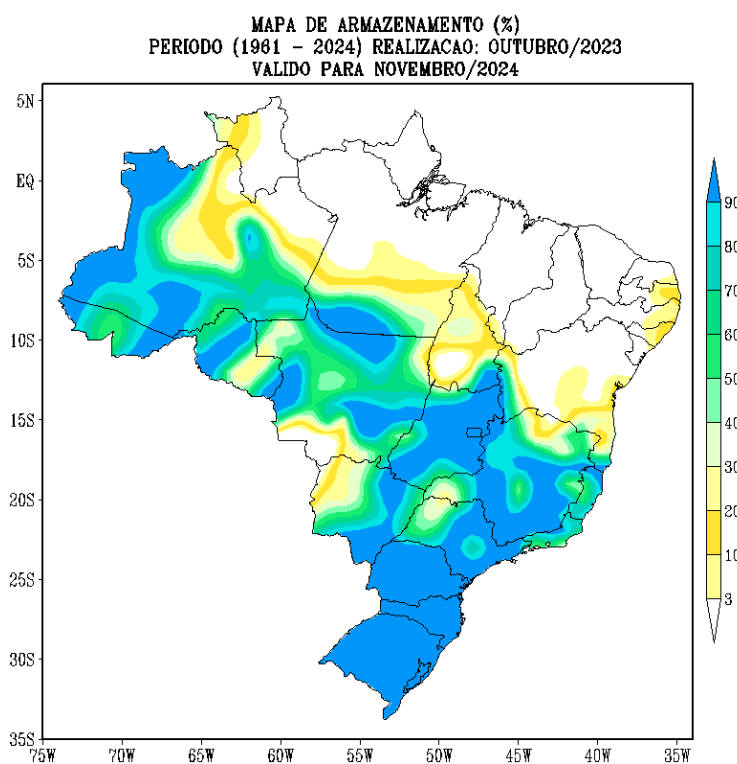 MAPA DE ARMAZENAMENTO (%)
PERIODO (1961 - 2024) REALIZACAO: OUTUBRO/2023
VALIDO PARA NOVEMBRO/2024
5N
EQ
5S
10S
15S
20S
25S
30S
35S
75W 70W 65W 60W 55W 50W 45W 40W 35W
90
80
70
60
50
40
30
20
10
3